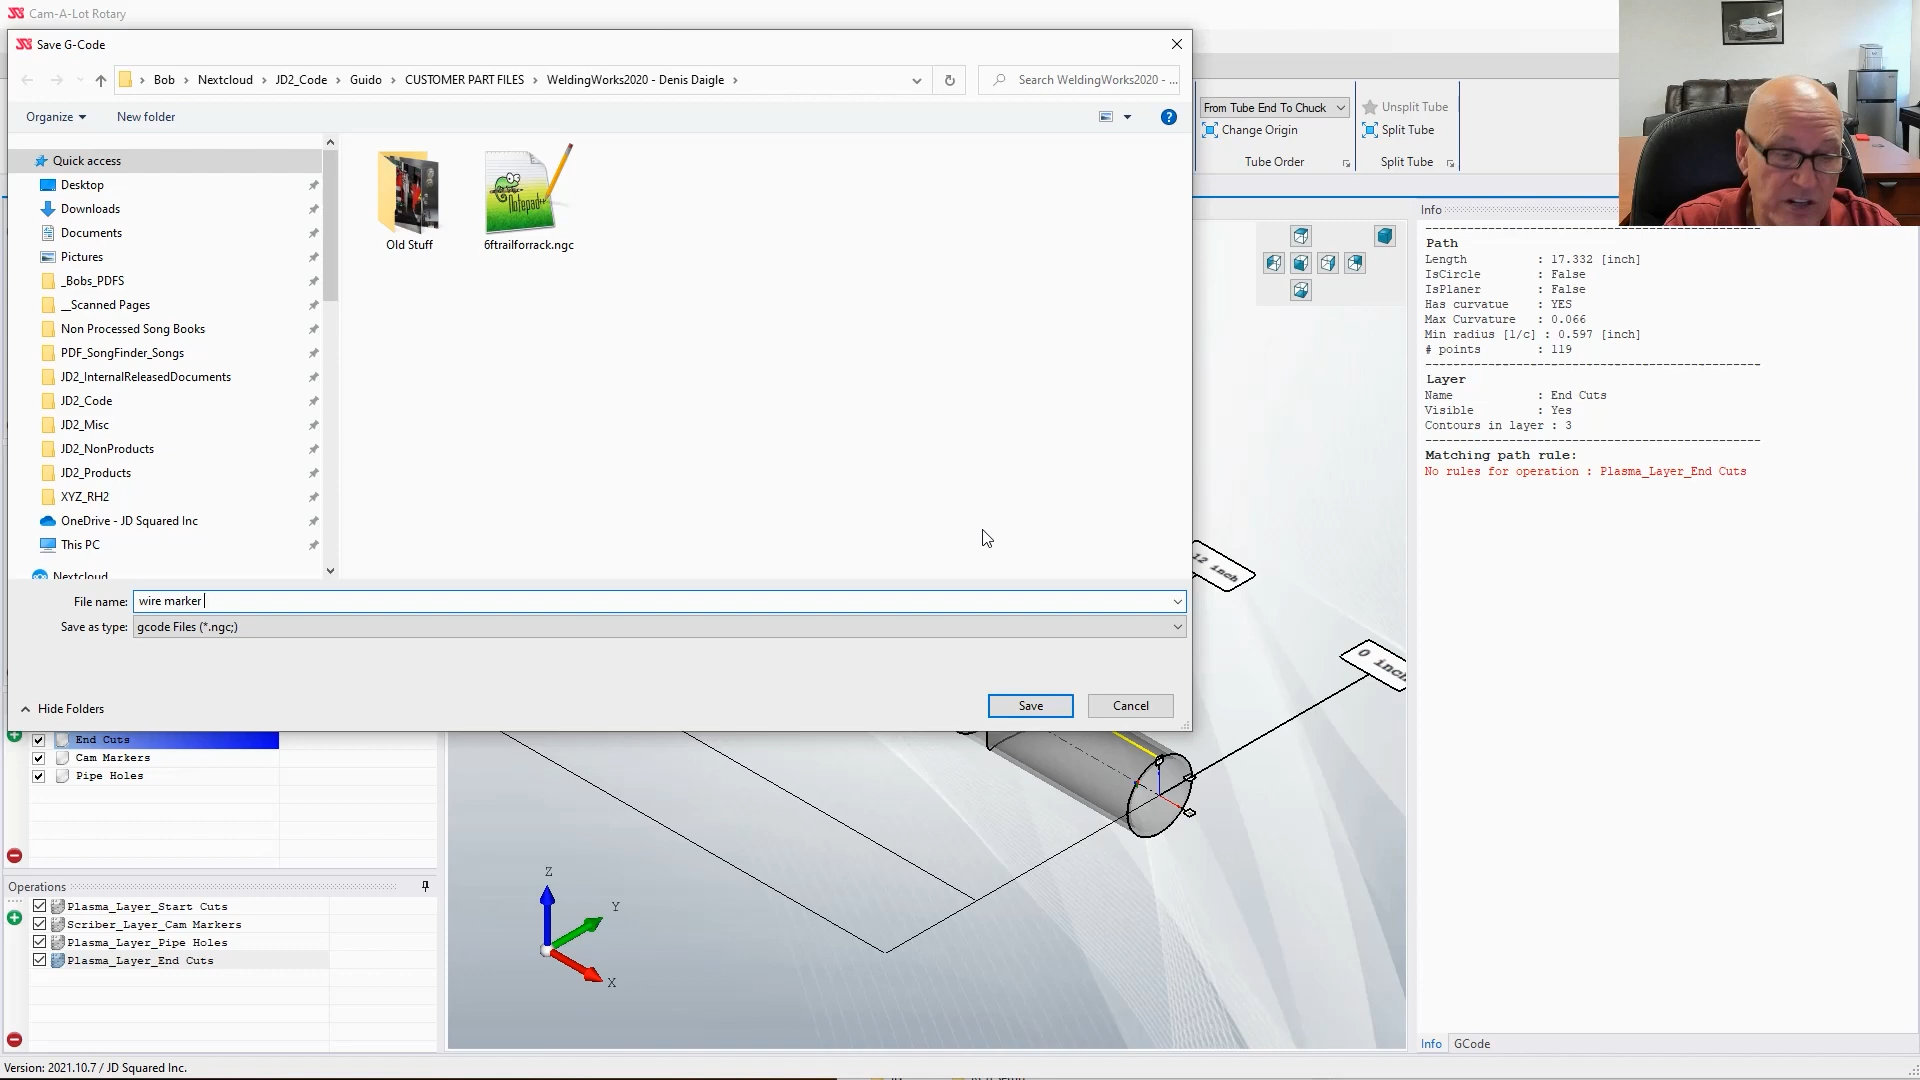 Cam-A-Lot Rotary
Save G-Code
Bob > Nextcloud > JD2_Code > Guido > CUSTOMER PART FILES > WeldingWorks2020 - Denis Daigle >
Search WeldingWorks2020 - ...
Organize
New folder
Quick access
Desktop
Downloads
Documents
Pictures
_Bobs_PDFS
__Scanned Pages
Non Processed Song Books
PDF_SongFinder_Songs
JD2_InternalReleasedDocuments
JD2_Code
JD2_Misc
JD2_NonProducts
JD2_Products
XYZ_RH2
OneDrive - JD Squared Inc
This PC
Nextcloud
Old Stuff
Notepad++
6ftrailforrack.ngc
File name: wire marker
Save as type: gcode Files (*.ngc;)
Hide Folders
Save
Cancel
From Tube End To Chuck
Change Origin
Tube Order
Unsplit Tube
Split Tube
Split Tube
Info
Path
Length : 17.332 [inch]
IsCircle : False
IsPlaner : False
Has curvatue : YES
Max Curvature : 0.066
Min radius [1/c] : 0.597 [inch]
# points : 119
Layer
Name : End Cuts
Visible : Yes
Contours in layer : 3
Matching path rule:
No rules for operation : Plasma_Layer_End Cuts
12 inch
0 inch
End Cuts
Cam Markers
Pipe Holes
Operations
Plasma_Layer_Start Cuts
Scriber_Layer_Cam Markers
Plasma_Layer_Pipe Holes
Plasma_Layer_End Cuts
Z
Y
X
Info
GCode
Version: 2021.10.7 / JD Squared Inc.